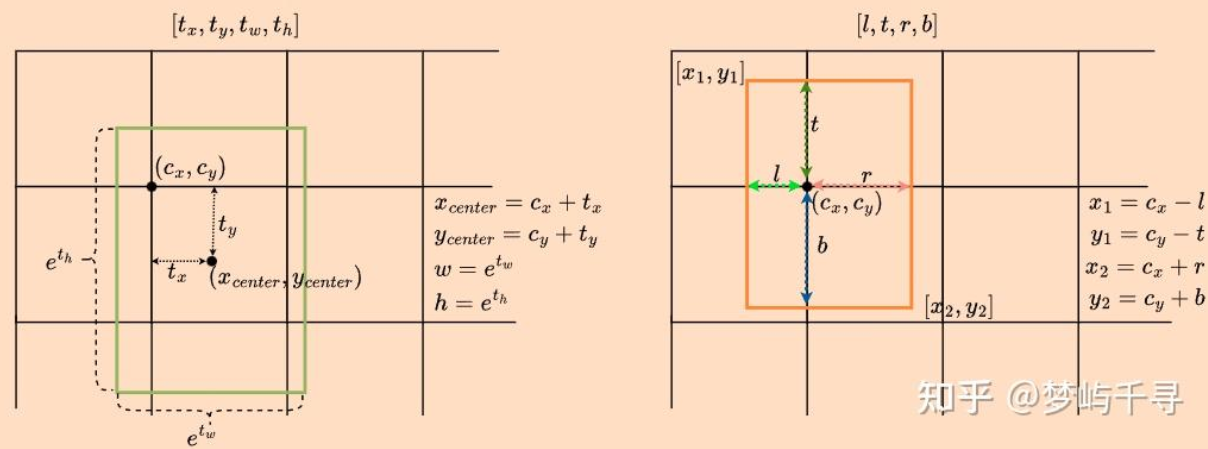 [t_x, t_y, t_w, t_h]
(c_x, c_y)
t_y
t_x
(x_{center}, y_{center})
e^{t_h}
e^{t_w}
x_{center} = c_x + t_x
y_{center} = c_y + t_y
w = e^{t_w}
h = e^{t_h}
[l, t, r, b]
[x_1, y_1]
t
l
r
(c_x, c_y)
b
[x_2, y_2]
x_1 = c_x − l
y_1 = c_y − t
x_2 = c_x + r
y_2 = c_y + b
知乎 @梦屿千寻